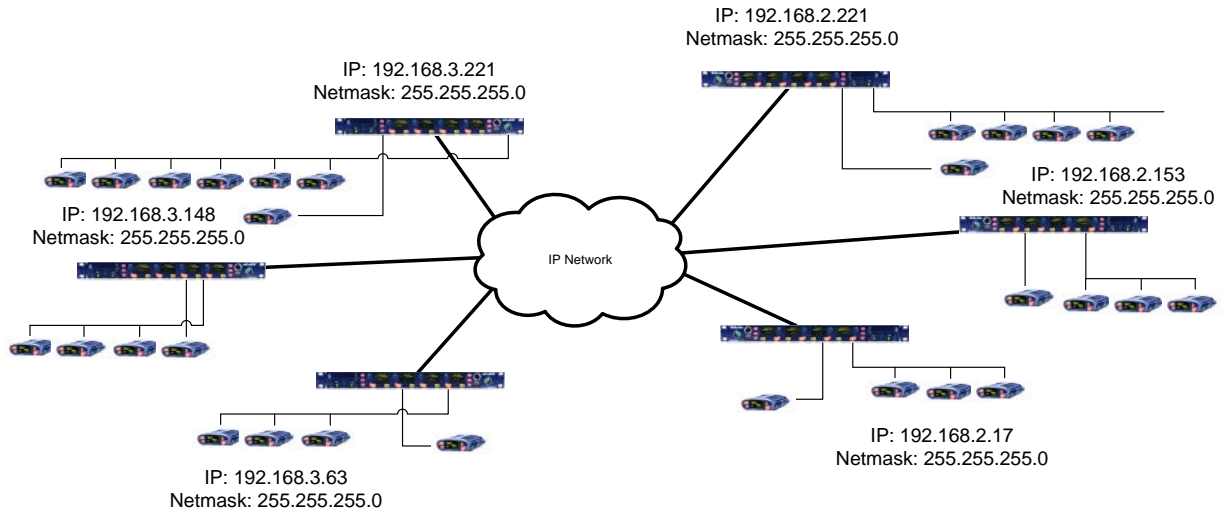 IP: 192.168.2.221
Netmask: 255.255.255.0
IP: 192.168.3.221
Netmask: 255.255.255.0
IP: 192.168.2.153
Netmask: 255.255.255.0
IP: 192.168.3.148
Netmask: 255.255.255.0
IP Network
IP: 192.168.2.17
Netmask: 255.255.255.0
IP: 192.168.3.63
Netmask: 255.255.255.0